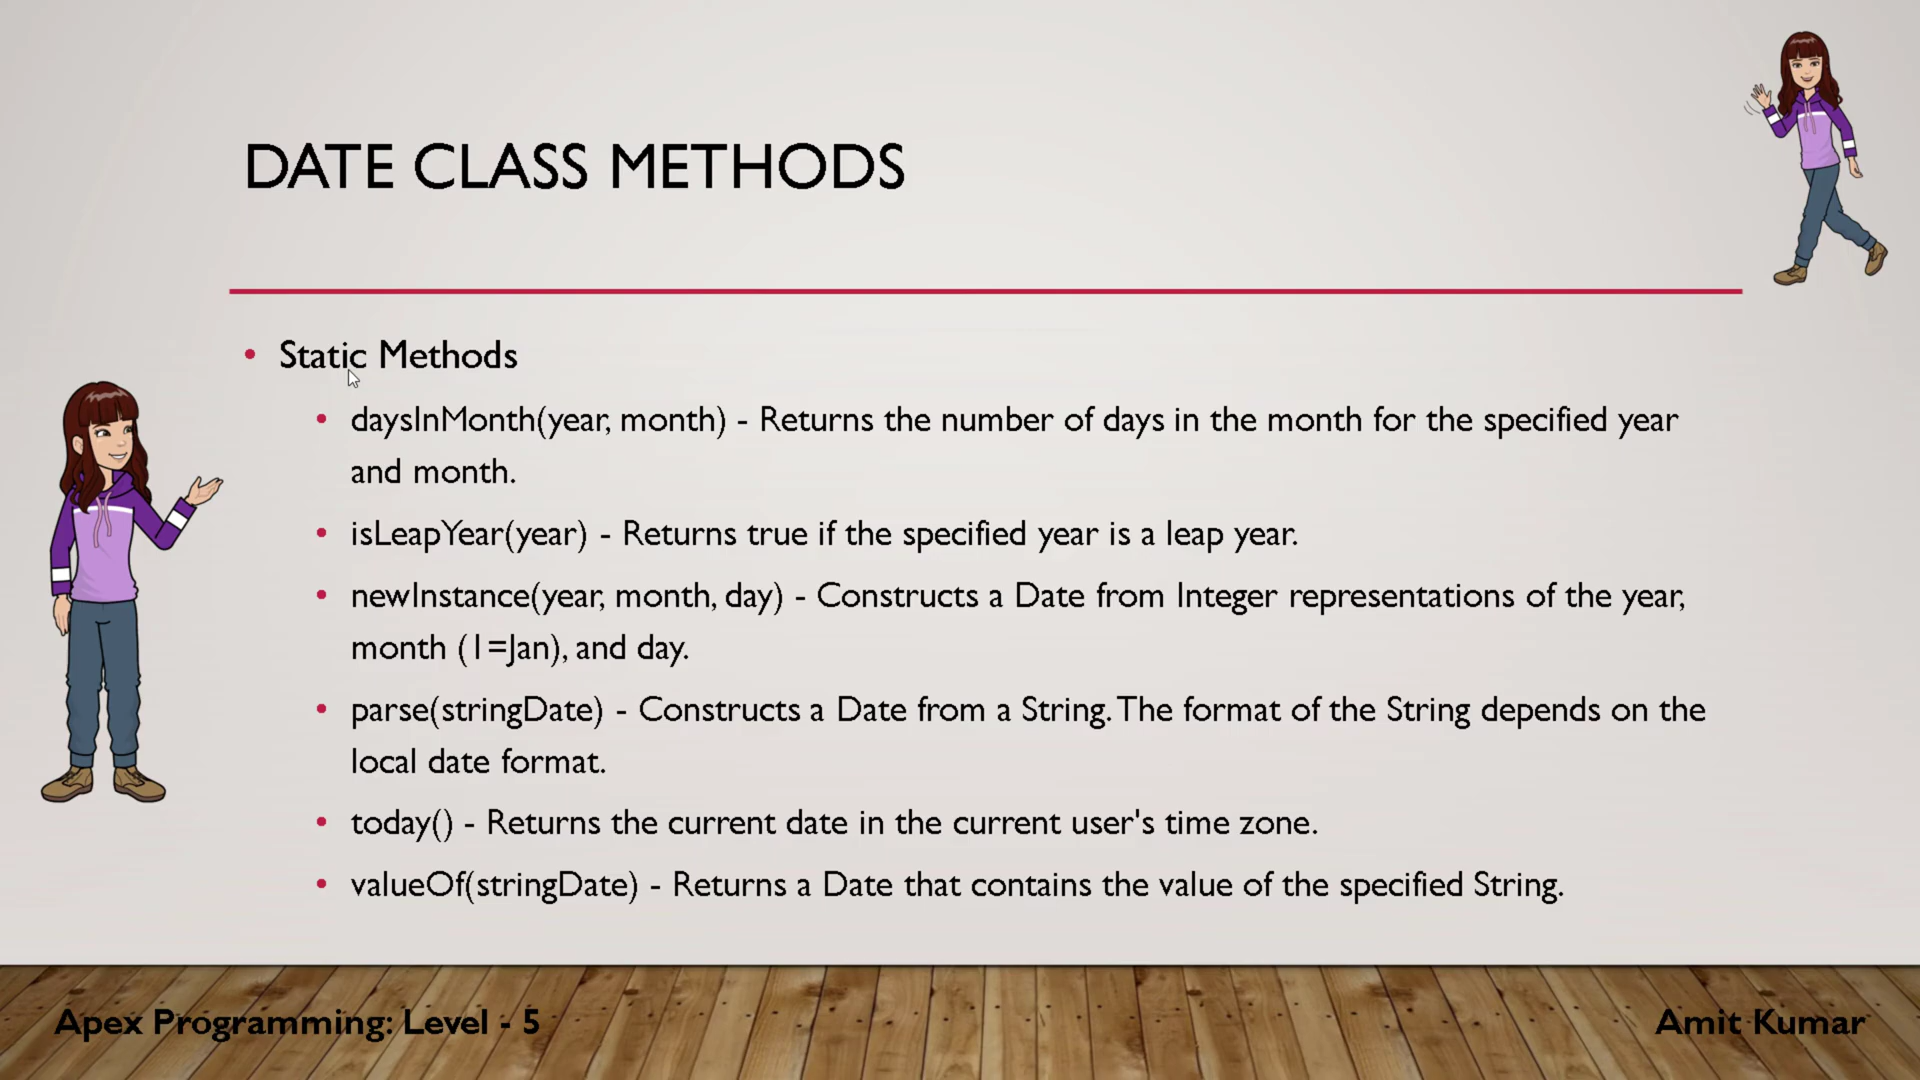 DATE CLASS METHODS
• Static Methods
• daysInMonth(year, month) - Returns the number of days in the month for the specified year
and month.
• isLeapYear(year) - Returns true if the specified year is a leap year.
• newInstance(year, month, day) - Constructs a Date from Integer representations of the year,
month (1=Jan), and day.
• parse(stringDate) - Constructs a Date from a String. The format of the String depends on the
local date format.
• today() - Returns the current date in the current user's time zone.
• valueOf(stringDate) - Returns a Date that contains the value of the specified String.
Apex Programming: Level - 5
Amit Kumar